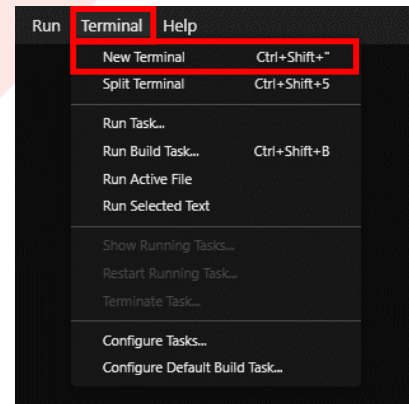 Run Terminal Help
New Terminal Ctrl+Shift+"
Split Terminal Ctrl+Shift+5
Run Task...
Run Build Task... Ctrl+Shift+B
Run Active File
Run Selected Text
Show Running Tasks...
Restart Running Task...
Terminate Task...
Configure Tasks...
Configure Default Build Task...